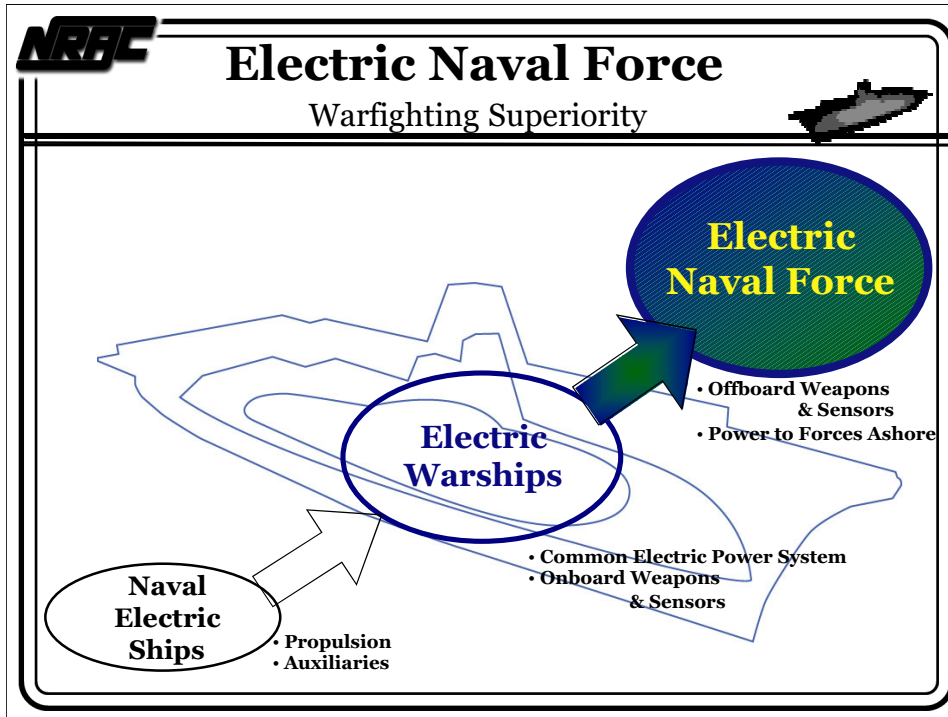 NRAC
Electric Naval Force
Warfighting Superiority
Electric
Naval Force
• Offboard Weapons
& Sensors
• Power to Forces Ashore
Electric
Warships
• Common Electric Power System
• Onboard Weapons
& Sensors
Naval
Electric
Ships
• Propulsion
• Auxiliaries